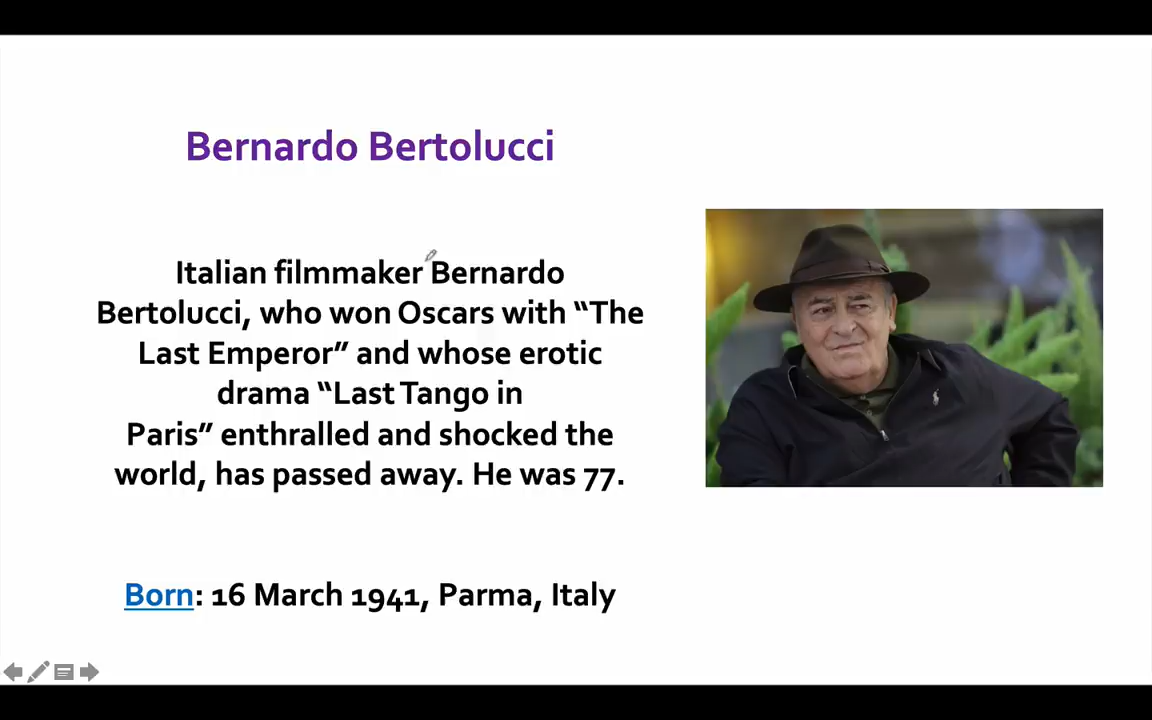 Bernardo Bertolucci
Italian filmmaker Bernardo
Bertolucci, who won Oscars with “The
Last Emperor” and whose erotic
drama “Last Tango in
Paris” enthralled and shocked the
world, has passed away. He was 77.
Born: 16 March 1941, Parma, Italy